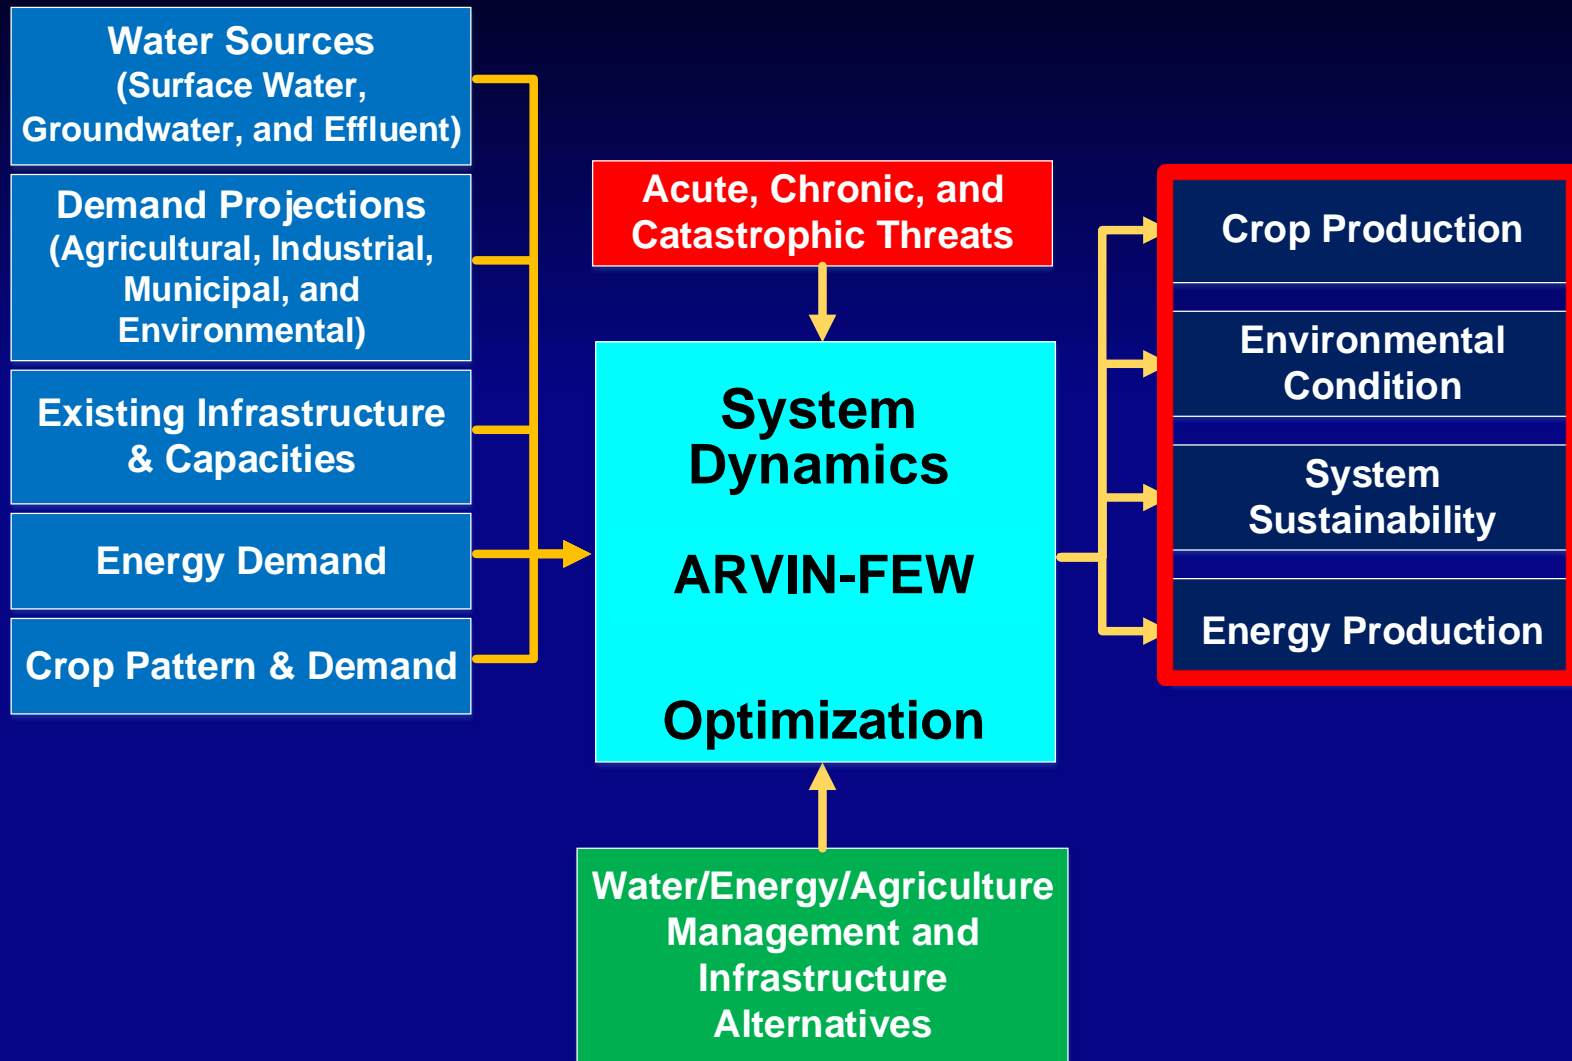 Water Sources
(Surface Water,
Groundwater, and Effluent)
Demand Projections
(Agricultural, Industrial,
Municipal, and
Environmental)
Existing Infrastructure
& Capacities
Energy Demand
Crop Pattern & Demand
Acute, Chronic, and
Catastrophic Threats
System
Dynamics
ARVIN-FEW
Optimization
Water/Energy/Agriculture
Management and
Infrastructure
Alternatives
Crop Production
Environmental
Condition
System
Sustainability
Energy Production